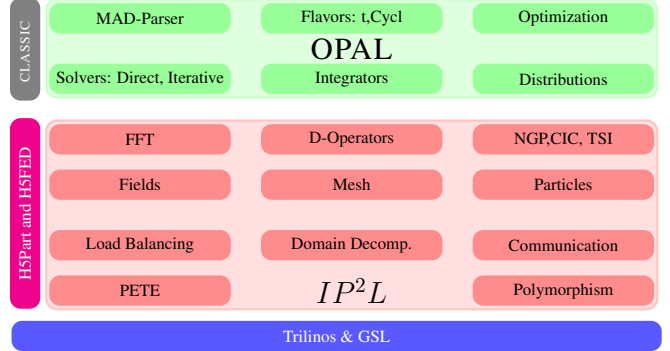 CLASSIC
MAD-Parser
Flavors: t,Cycl
Optimization
OPAL
Solvers: Direct, Iterative
Integrators
Distributions
H5Part and H5FED
FFT
D-Operators
NGP,CIC, TSI
Fields
Mesh
Particles
Load Balancing
Domain Decomp.
Communication
PETE
IP²L
Polymorphism
Trilinos & GSL